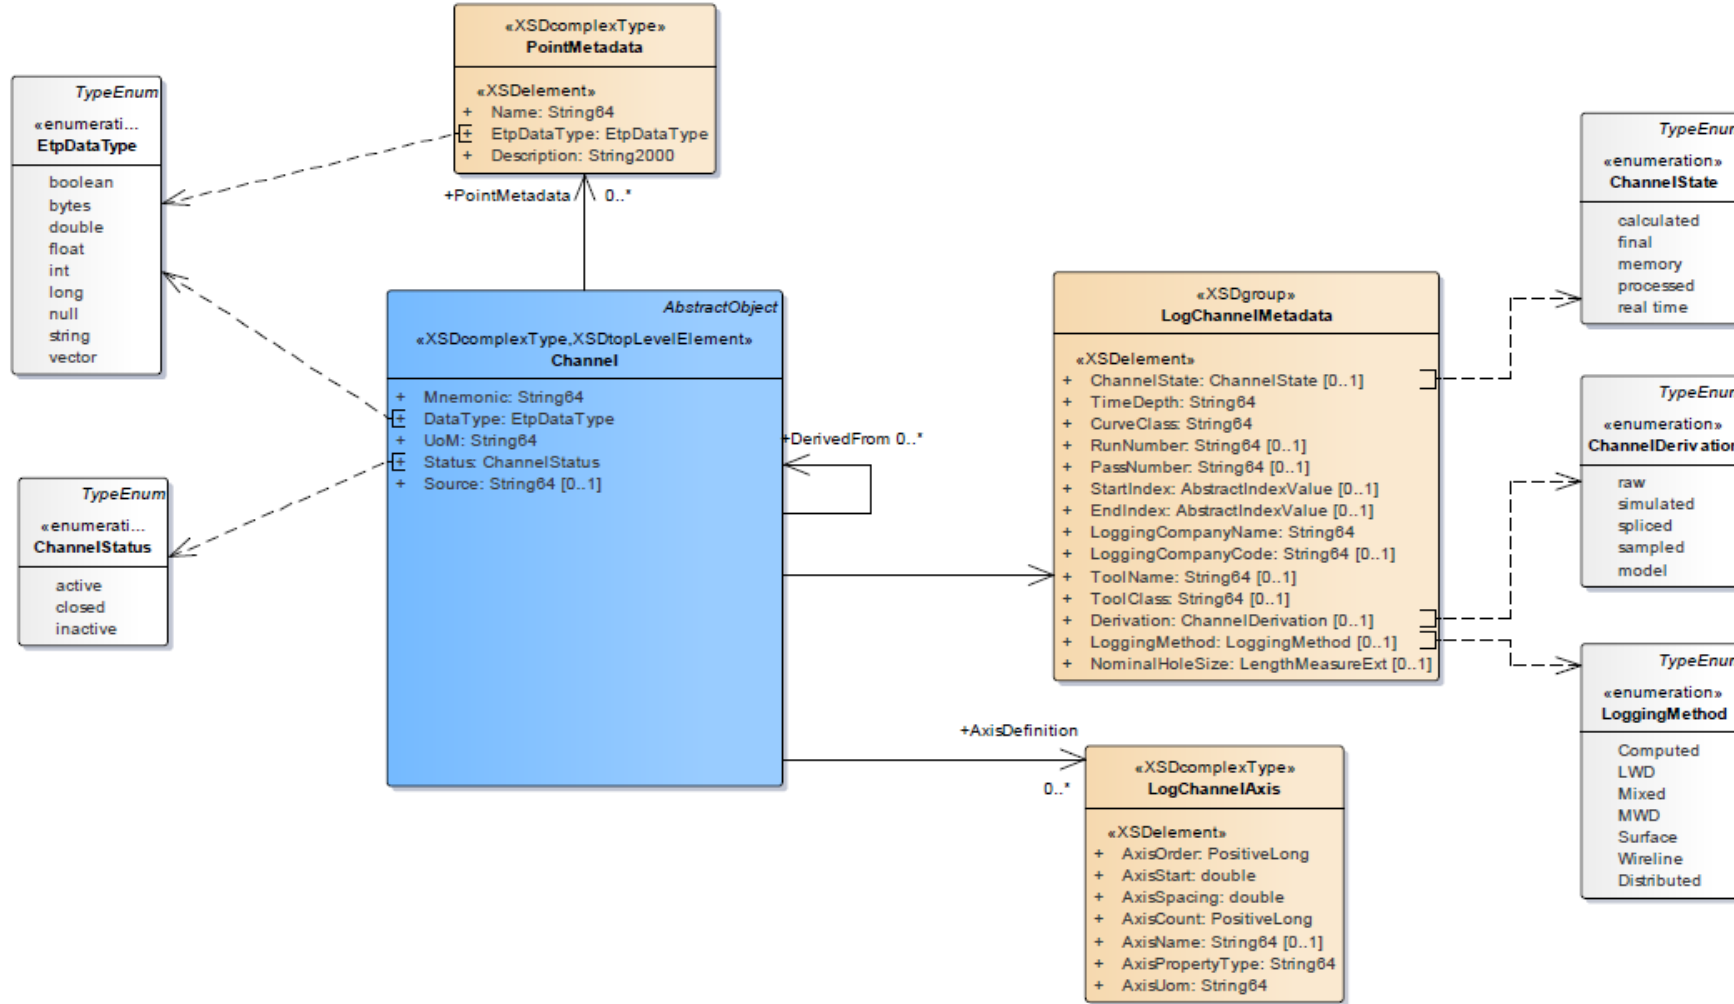 «XSDcomplexType»
PointMetadata
«XSDelement»
+ Name: String64
+ EtpDataType: EtpDataType
+ Description: String2000
TypeEnum
«enumerati...
EtpDataType
boolean
bytes
double
float
int
long
null
string
vector
+PointMetadata
0..*
AbstractObject
«XSDcomplexType,XSDtopLevelElement»
Channel
+ Mnemonic: String64
+ DataType: EtpDataType
+ UoM: String64
+ Status: ChannelStatus
+ Source: String64 [0..1]
+DerivedFrom 0..*
TypeEnum
«enumerati...
ChannelStatus
active
closed
inactive
«XSDgroup»
LogChannelMetadata
«XSDelement»
+ ChannelState: ChannelState [0..1]
+ TimeDepth: String64
+ CurveClass: String64
+ RunNumber: String64 [0..1]
+ PassNumber: String64 [0..1]
+ StartIndex: AbstractIndexValue [0..1]
+ EndIndex: AbstractIndexValue [0..1]
+ LoggingCompanyName: String64
+ LoggingCompanyCode: String64 [0..1]
+ ToolName: String64 [0..1]
+ ToolClass: String64 [0..1]
+ Derivation: ChannelDerivation [0..1]
+ LoggingMethod: LoggingMethod [0..1]
+ NominalHoleSize: LengthMeasureExt [0..1]
+AxisDefinition
0..*
«XSDcomplexType»
LogChannelAxis
«XSDelement»
+ AxisOrder: PositiveLong
+ AxisStart: double
+ AxisSpacing: double
+ AxisCount: PositiveLong
+ AxisName: String64 [0..1]
+ AxisPropertyType: String64
+ AxisUom: String64
TypeEnum
«enumeration»
ChannelState
calculated
final
memory
processed
real time
TypeEnum
«enumeration»
ChannelDerivation
raw
simulated
spliced
sampled
model
TypeEnum
«enumeration»
LoggingMethod
Computed
LWD
Mixed
MWD
Surface
Wireline
Distributed